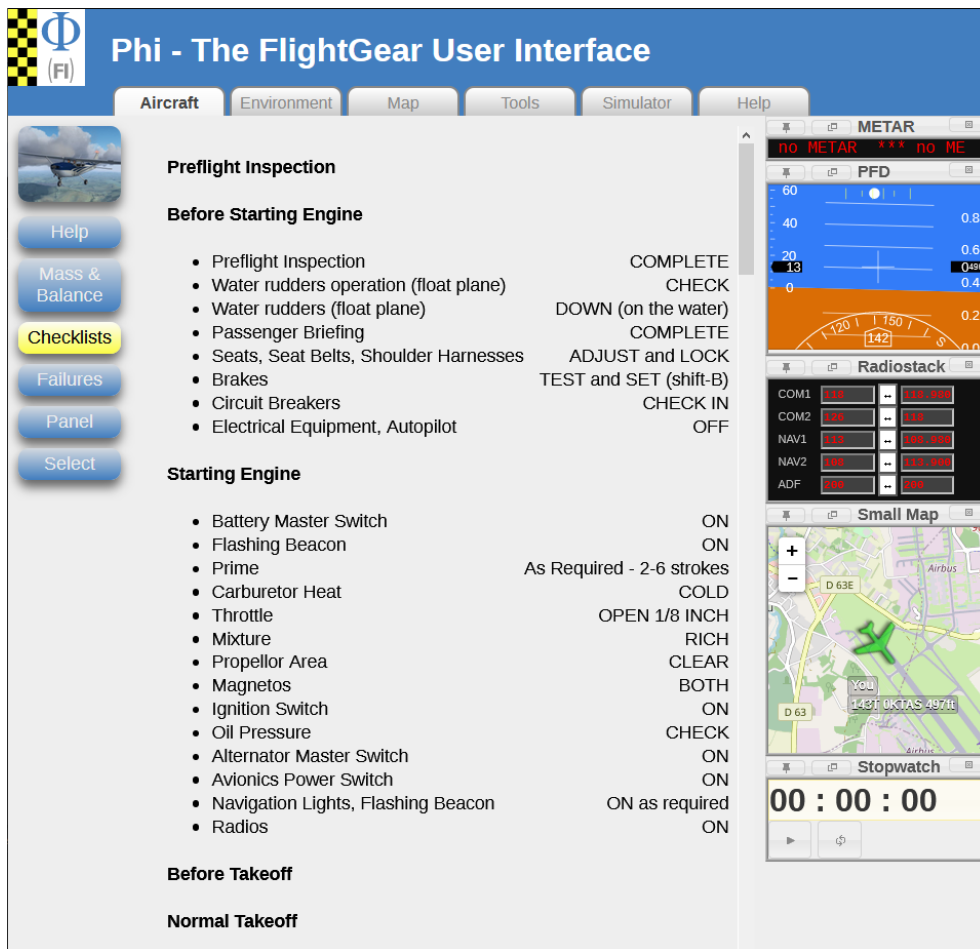 Φ
(FI)
Phi - The FlightGear User Interface
Aircraft Environment Map Tools Simulator Help
Help
Mass &
Balance
Checklists
Failures
Panel
Select
Preflight Inspection
Before Starting Engine
Preflight Inspection COMPLETE
Water rudders operation (float plane) CHECK
Water rudders (float plane) DOWN (on the water)
Passenger Briefing COMPLETE
Seats, Seat Belts, Shoulder Harnesses ADJUST and LOCK
Brakes TEST and SET (shift-B)
Circuit Breakers CHECK IN
Electrical Equipment, Autopilot OFF
Starting Engine
Battery Master Switch ON
Flashing Beacon ON
Prime As Required - 2-6 strokes
Carburetor Heat COLD
Throttle OPEN 1/8 INCH
Mixture RICH
Propellor Area CLEAR
Magnetos BOTH
Ignition Switch ON
Oil Pressure CHECK
Alternator Master Switch ON
Avionics Power Switch ON
Navigation Lights, Flashing Beacon ON as required
Radios ON
Before Takeoff
Normal Takeoff
METAR
no METAR *** no ME
PFD
60
40
20
13
0
0.8
0.6
0.4
0.2
0.0
120 150 S
142
Radiostack
COM1 ↔
COM2 ↔
NAV1 ↔
NAV2 ↔
ADF ↔
Small Map
+
−
Airbus
D 63E
You
143T 0KTAS 497ft
D 63
Airbus
Stopwatch
00 : 00 : 00